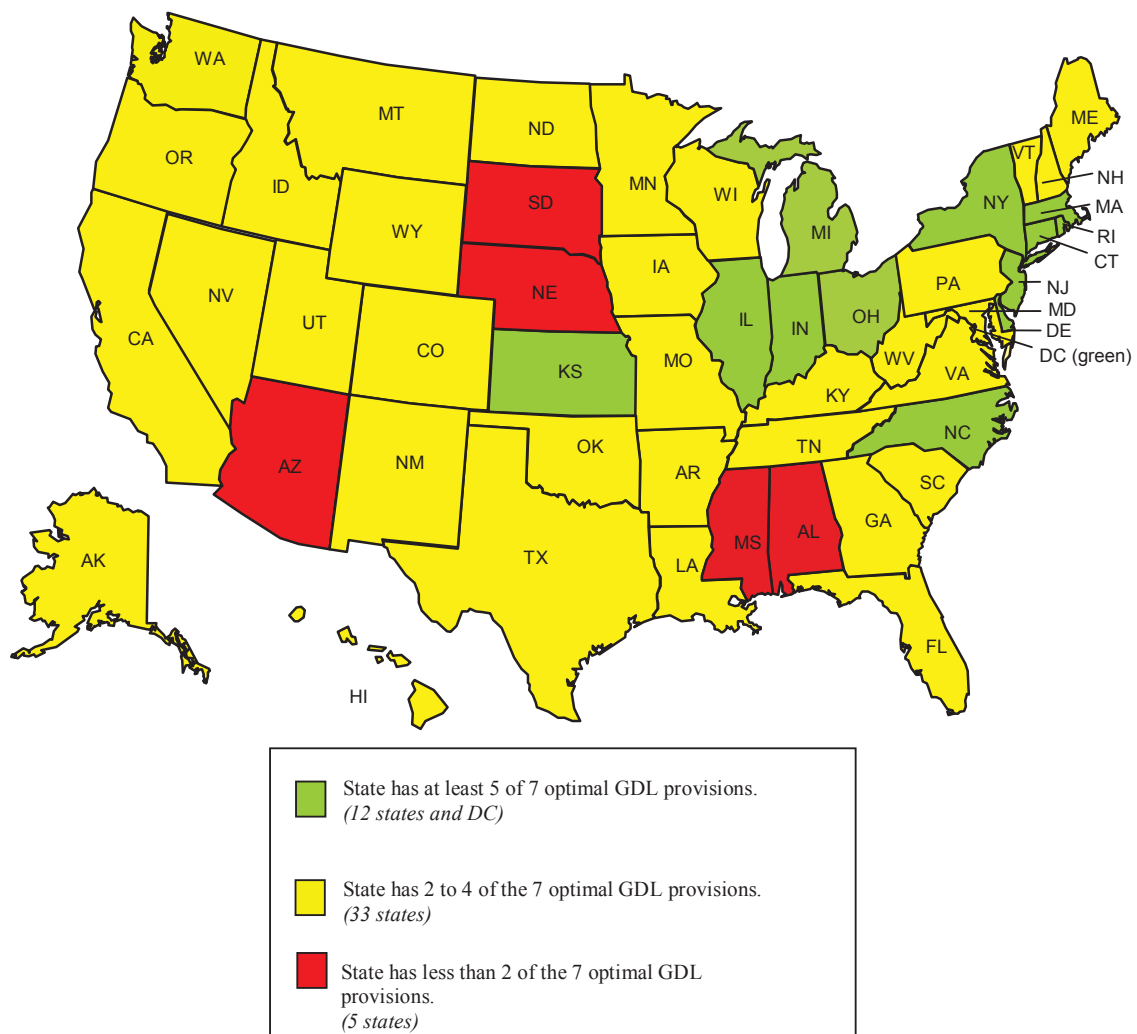 WA
MT
ND
ME
OR
VT
ID
MN
NH
WI
SD
NY
MA
WY
MI
RI
CT
IA
NE
PA
NJ
NV
MD
UT
IL
IN
OH
DE
CA
CO
DC (green)
KS
MO
WV
VA
KY
NC
TN
OK
AZ
NM
AR
SC
GA
MS
AL
AK
TX
LA
FL
HI
State has at least 5 of 7 optimal GDL provisions.
(12 states and DC)
State has 2 to 4 of the 7 optimal GDL provisions.
(33 states)
State has less than 2 of the 7 optimal GDL
provisions.
(5 states)